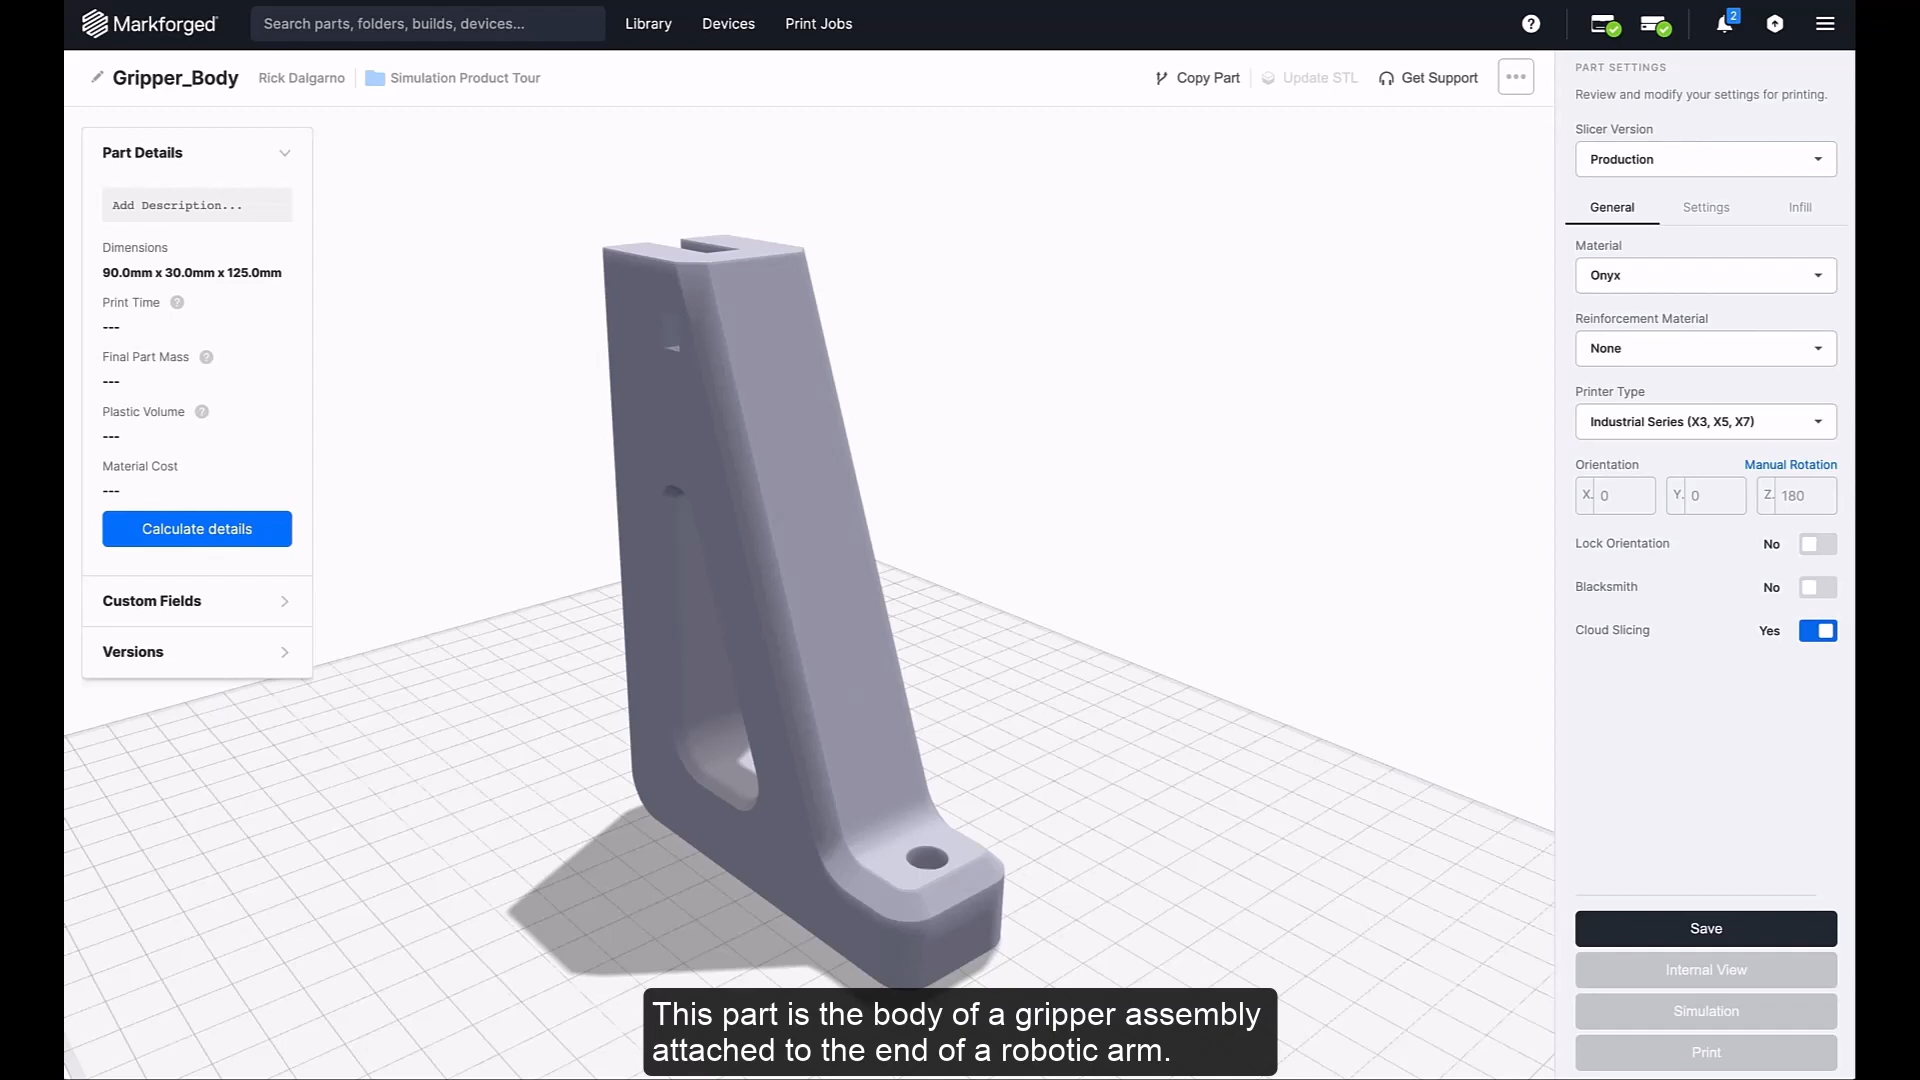 Markforged
Search parts, folders, builds, devices...
Library
Devices
Print Jobs
?
2
Gripper_Body
Rick Dalgarno
Simulation Product Tour
Copy Part
Update STL
Get Support
Part Details
Add Description...
Dimensions
90.0mm x 30.0mm x 125.0mm
Print Time ?
---
Final Part Mass ?
---
Plastic Volume ?
---
Material Cost
---
Calculate details
Custom Fields
Versions
PART SETTINGS
Review and modify your settings for printing.
Slicer Version
Production
General
Settings
Infill
Material
Onyx
Reinforcement Material
None
Printer Type
Industrial Series (X3, X5, X7)
Orientation
Manual Rotation
X. 0
Y. 0
Z. 180
Lock Orientation
No
Blacksmith
No
Cloud Slicing
Yes
Save
Internal View
Simulation
Print
This part is the body of a gripper assembly
attached to the end of a robotic arm.